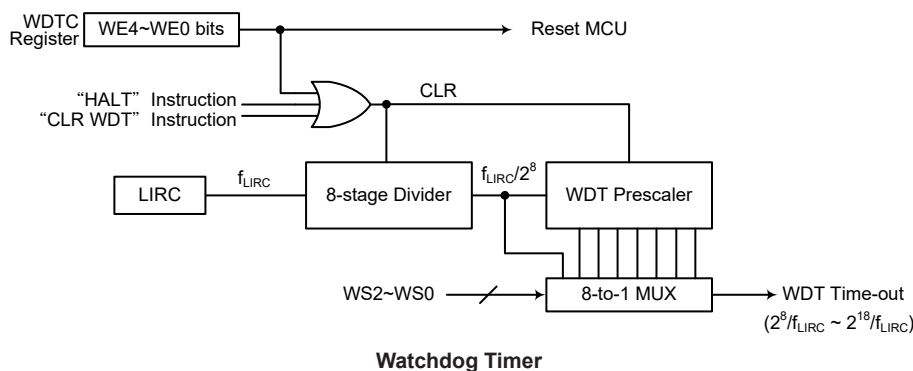 WDTC
Register
WE4~WE0 bits
Reset MCU
CLR
“HALT” Instruction
“CLR WDT” Instruction
fLIRC
fLIRC/2⁸
LIRC
8-stage Divider
WDT Prescaler
WS2~WS0
8-to-1 MUX
WDT Time-out
(2⁸/fLIRC ~ 2¹⁸/fLIRC)
Watchdog Timer